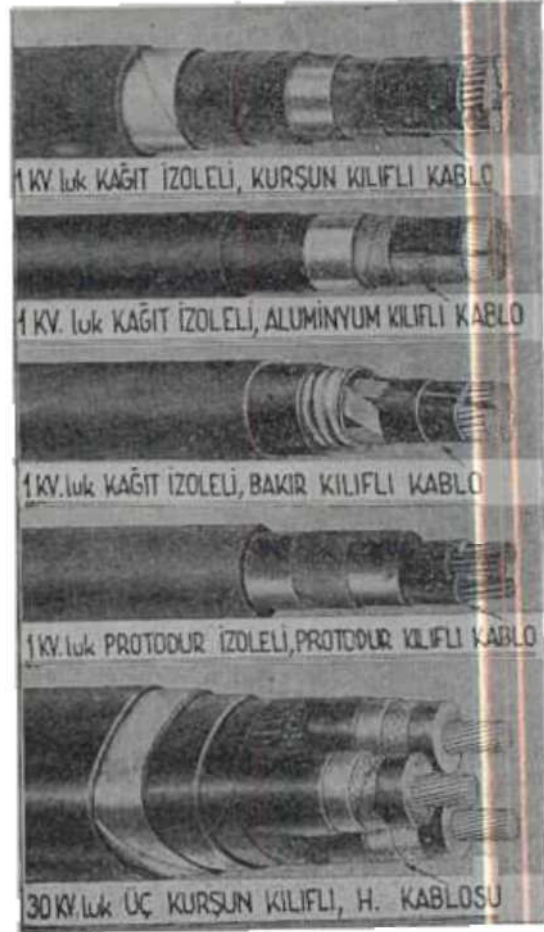 1 KV. luk KAĞIT İZOLELİ, KURŞUN KILIFLI KABLO
1 KV. luk KAĞIT İZOLELİ, ALUMİNYUM KILIFLI KABLO
1 KV. luk KAĞIT İZOLELİ, BAKIR KILIFLI KABLO
1 KV. luk PROTODUR İZOLELİ, PROTODUR KILIFLI KABLO
30 KV. luk ÜÇ KURŞUN KILIFLI, H. KABLOSU